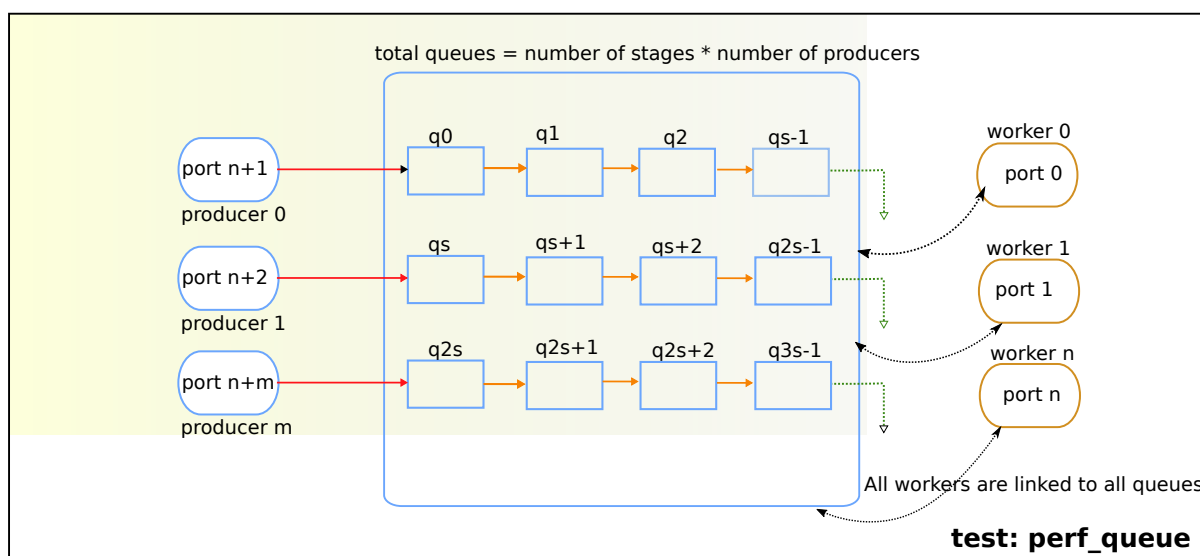 total queues = number of stages * number of producers
q0
q1
q2
qs-1
worker 0
port n+1
port 0
producer 0
qs
qs+1
qs+2
q2s-1
worker 1
port n+2
port 1
producer 1
q2s
q2s+1
q2s+2
q3s-1
worker n
port n+m
port n
producer m
All workers are linked to all queues
test: perf_queue